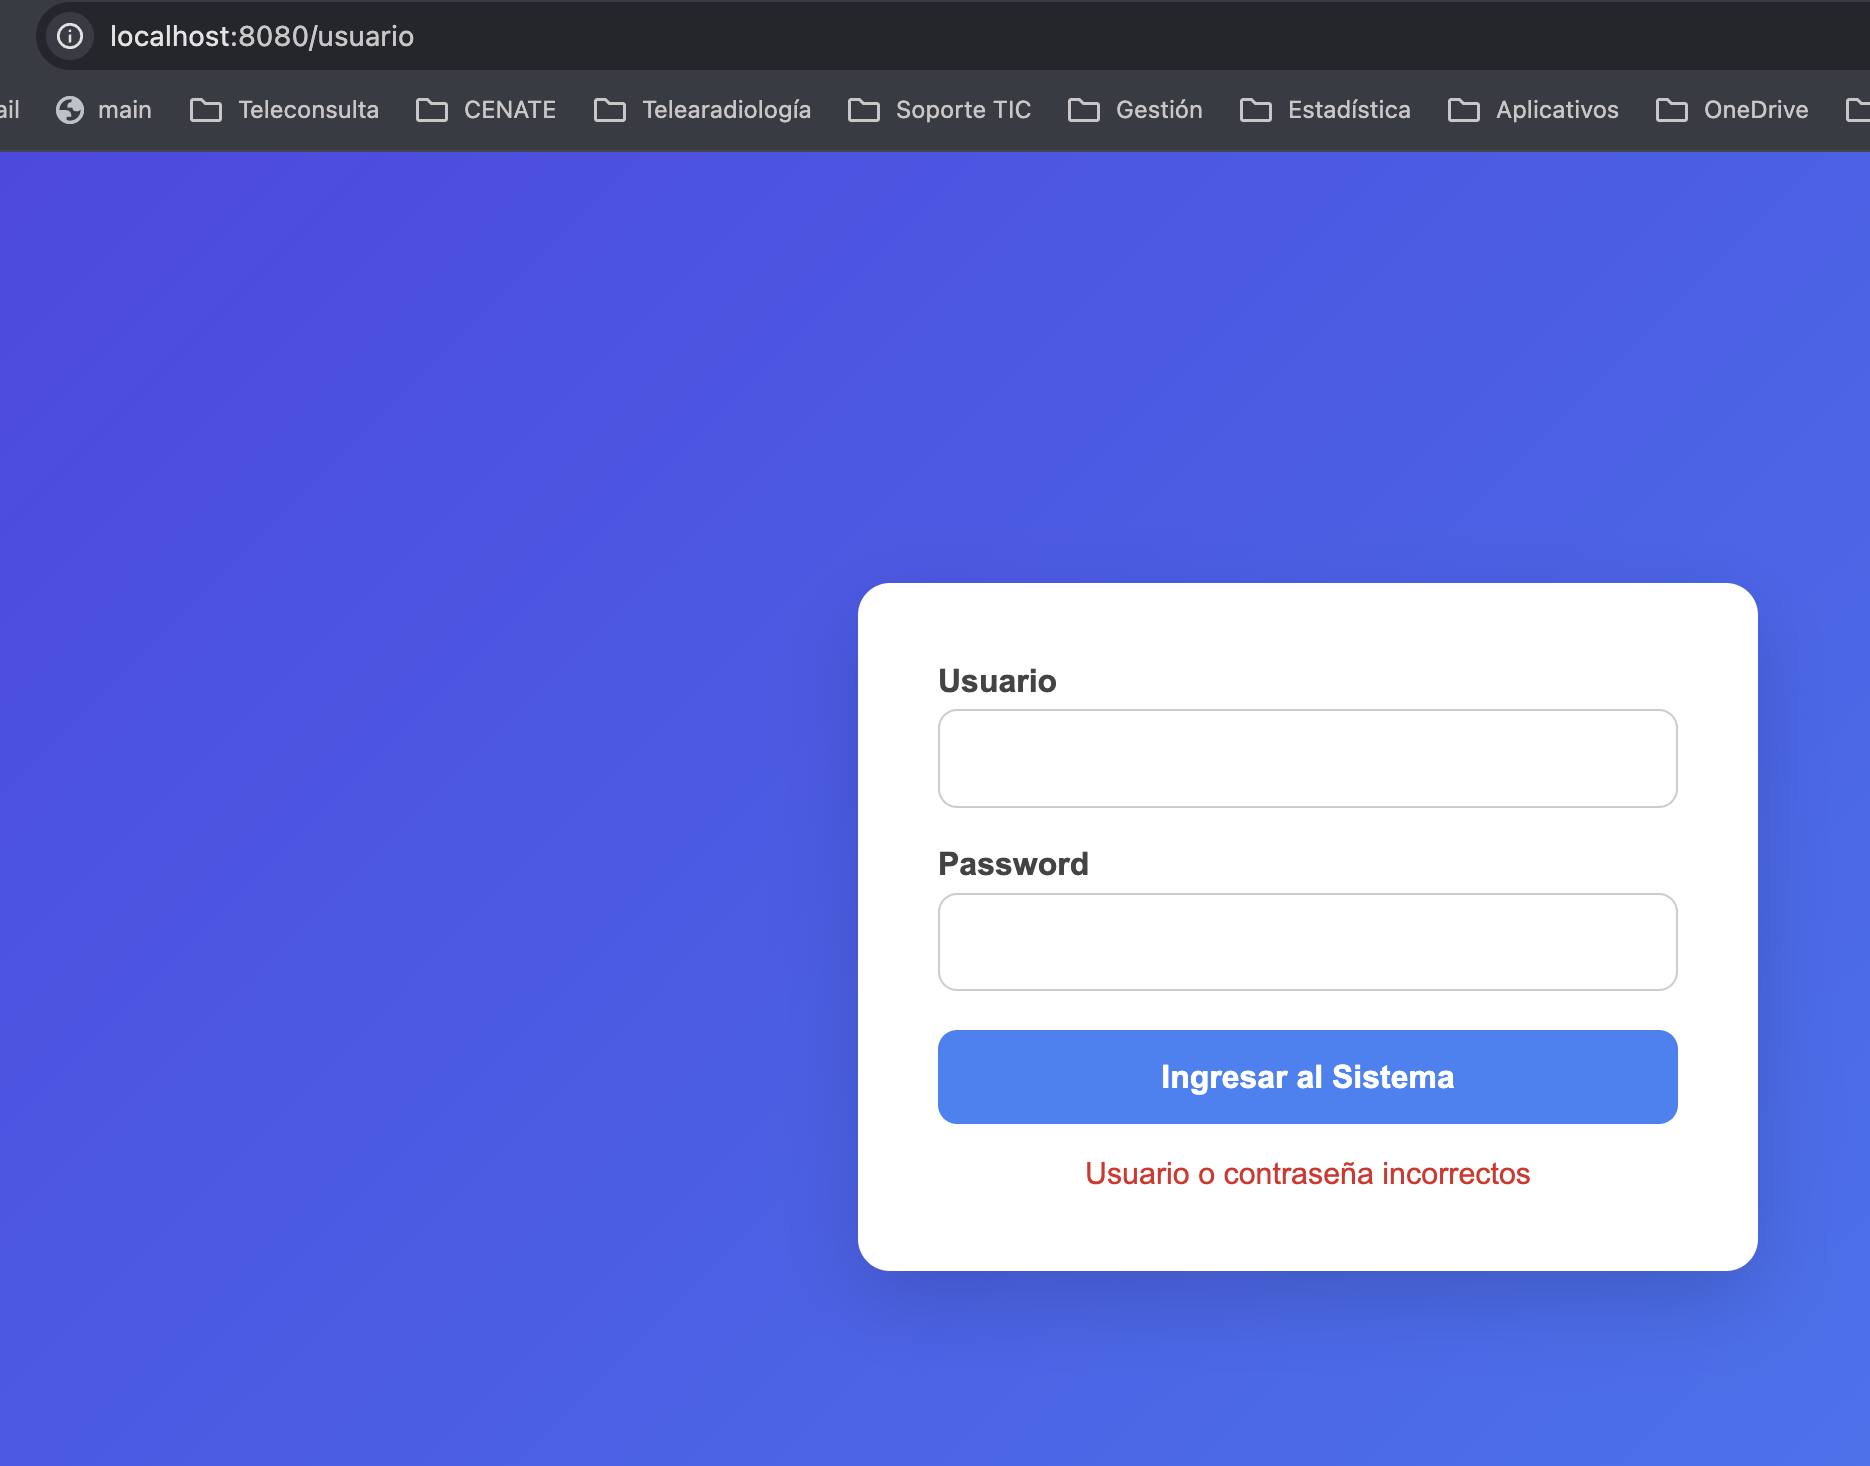 localhost:8080/usuario
ail main Teleconsulta CENATE Telearadiología Soporte TIC Gestión Estadística Aplicativos OneDrive
Usuario
Password
Ingresar al Sistema
Usuario o contraseña incorrectos